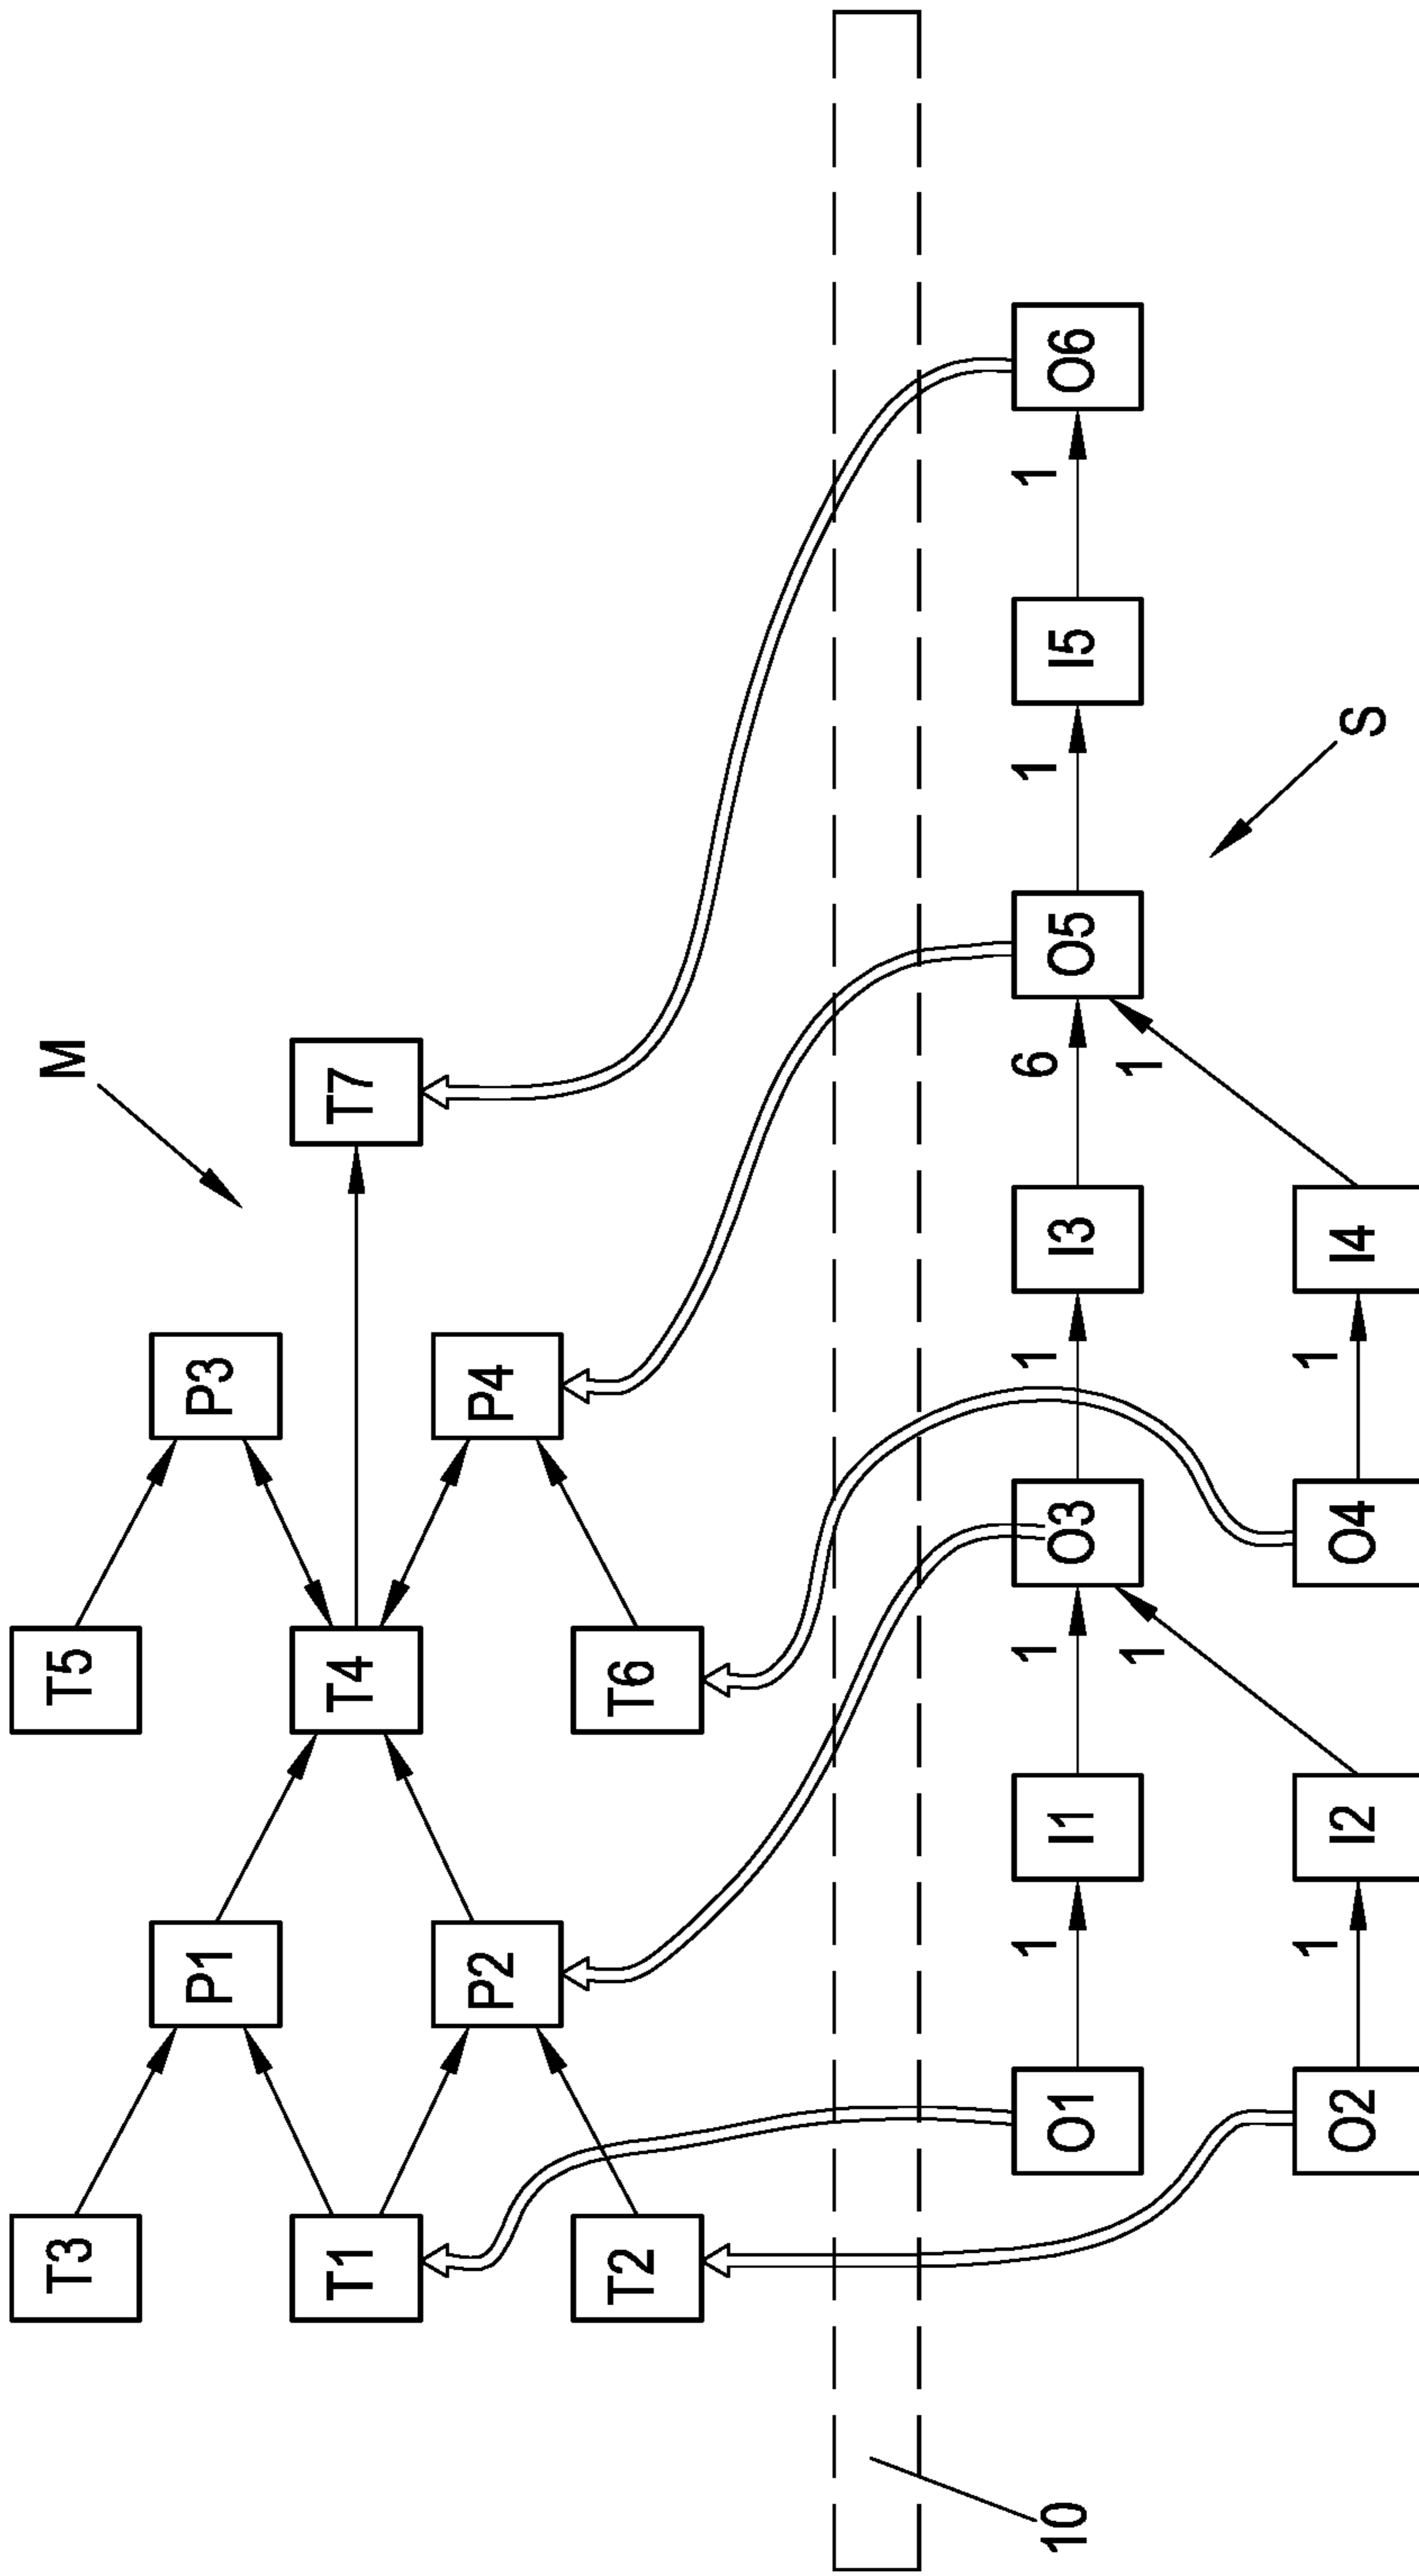 T3 T5 M
P1 P3
T1 T4 T7
P2 P4
T2 T6
1 1 1 6 1 1
10 O1 I1 O3 I3 O5 I5 O6
1 1
1 1
O2 I2 O4 I4 S